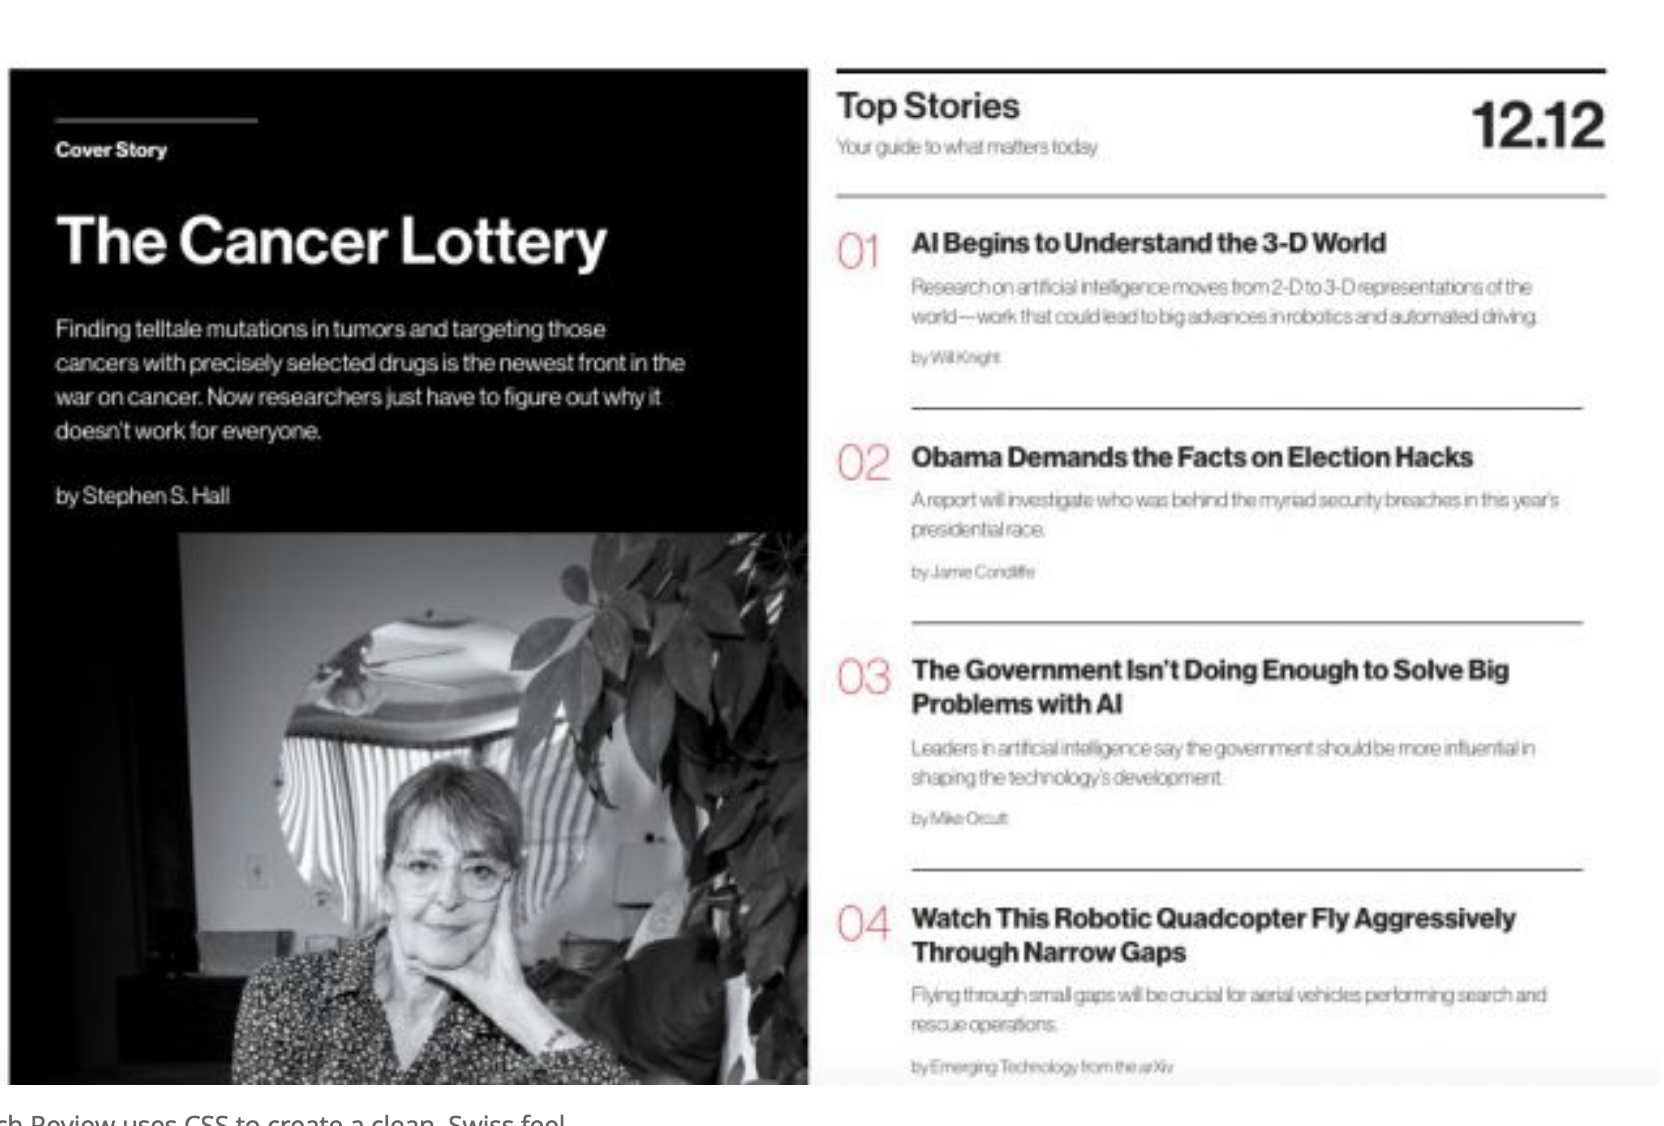 Cover Story
The Cancer Lottery
Finding telltale mutations in tumors and targeting those
cancers with precisely selected drugs is the newest front in the
war on cancer. Now researchers just have to figure out why it
doesn't work for everyone.
by Stephen S. Hall
Top Stories
Your guide to what matters today
12.12
01
AI Begins to Understand the 3-D World
Research on artificial intelligence moves from 2-D to 3-D representations of the
world—work that could lead to big advances in robotics and automated driving.
by Will Knight
02
Obama Demands the Facts on Election Hacks
A report will investigate who was behind the myriad security breaches in this year's
presidential race.
by Jamie Condliffe
03
The Government Isn't Doing Enough to Solve Big
Problems with AI
Leaders in artificial intelligence say the government should be more influential in
shaping the technology's development.
by Mike Orcutt
04
Watch This Robotic Quadcopter Fly Aggressively
Through Narrow Gaps
Flying through small gaps will be crucial for aerial vehicles performing search and
rescue operations.
by Emerging Technology from the arXiv
ch Review uses CSS to create a clean, Swiss feel